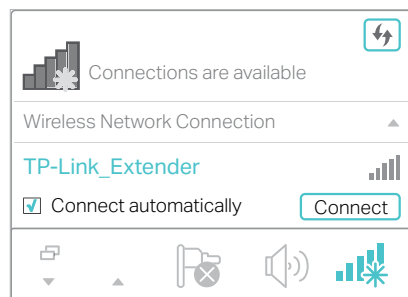 Connections are available
Wireless Network Connection
TP-Link_Extender
Connect automatically
Connect